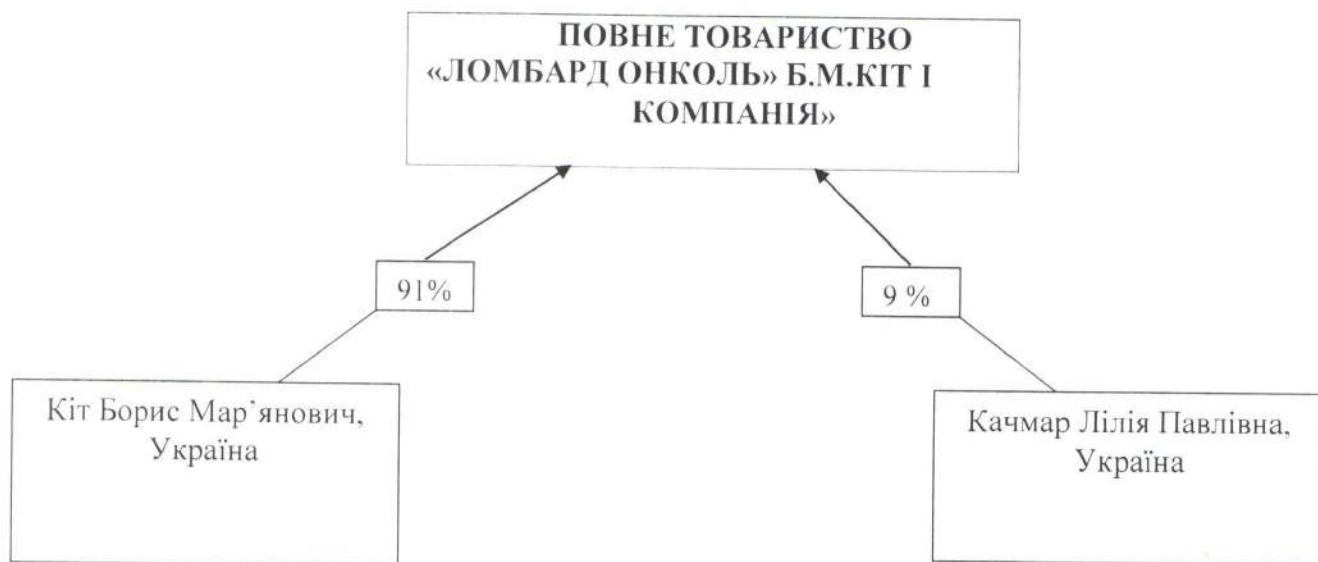 ПОВНЕ ТОВАРИСТВО
«ЛОМБАРД ОНКОЛЬ» Б.М.КІТ І
КОМПАНІЯ»
91%
9 %
Кіт Борис Мар’янович,
Україна
Качмар Лілія Павлівна,
Україна